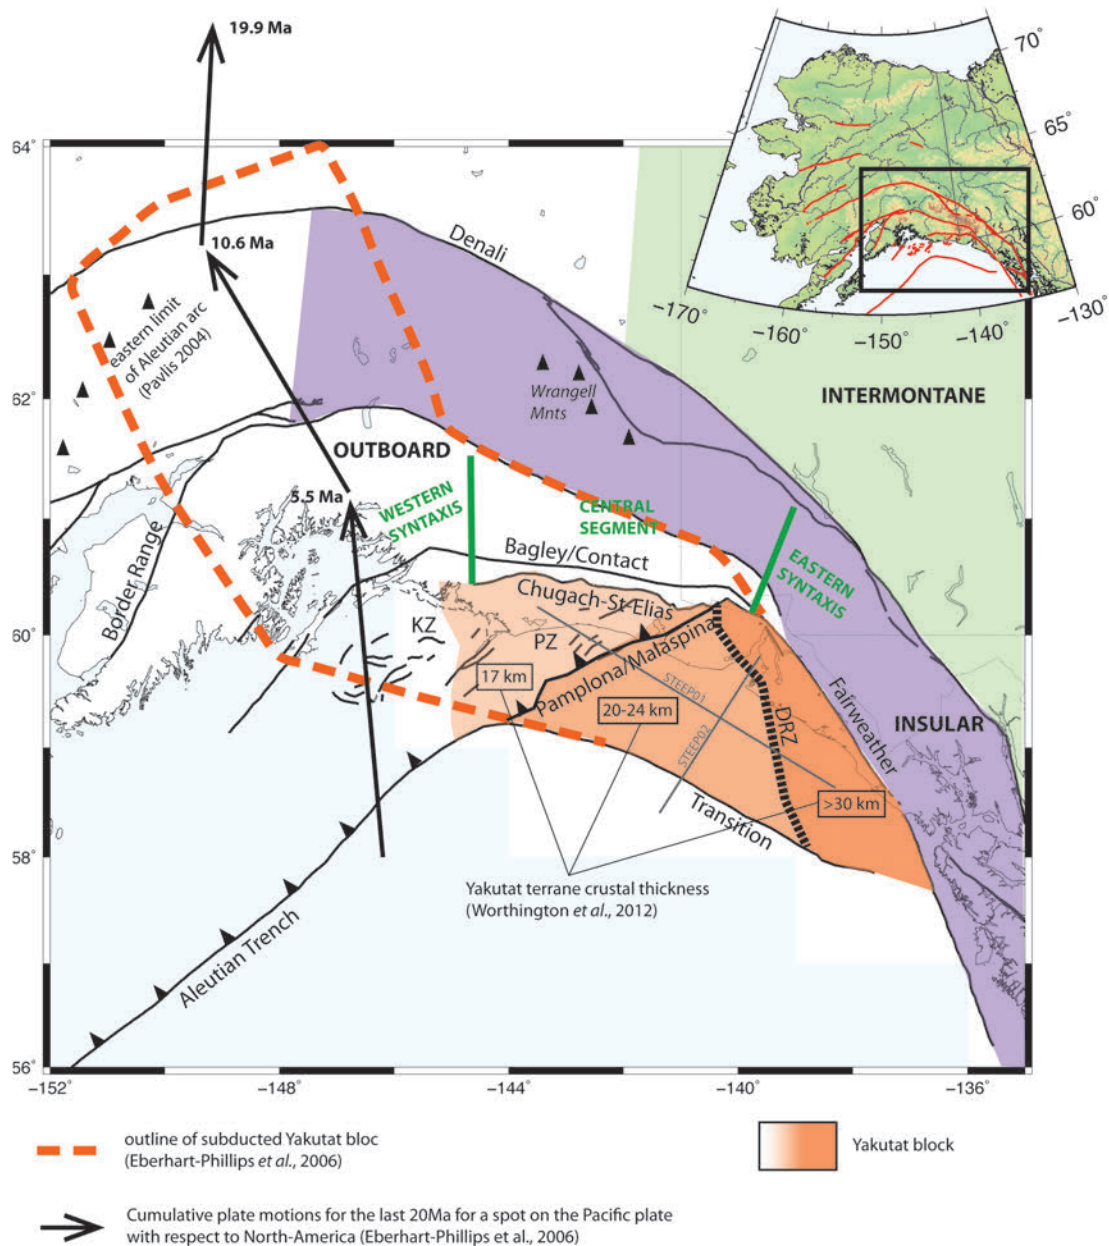 19.9 Ma
70°
65°
60°
−170°
−160°
−150°
−140°
−130°
64°
62°
60°
58°
56°
−152°
−148°
−144°
−140°
−136°
10.6 Ma
Denali
eastern limit
of Aleutian arc
(Pavlis 2004)
Wrangell
Mnts
INTERMONTANE
OUTBOARD
5.5 Ma
WESTERN
SYNTAXIS
CENTRAL
SEGMENT
EASTERN
SYNTAXIS
Border Range
Bagley/Contact
Chugach-St-Elias
KZ
PZ
Pamplona/Malaspina
17 km
20-24 km
>30 km
STEEP01
STEEP02
DRZ
Fairweather
INSULAR
Transition
Yakutat terrane crustal thickness
(Worthington et al., 2012)
Aleutian Trench
outline of subducted Yakutat bloc
(Eberhart-Phillips et al., 2006)
Yakutat block
Cumulative plate motions for the last 20Ma for a spot on the Pacific plate
with respect to North-America (Eberhart-Phillips et al., 2006)